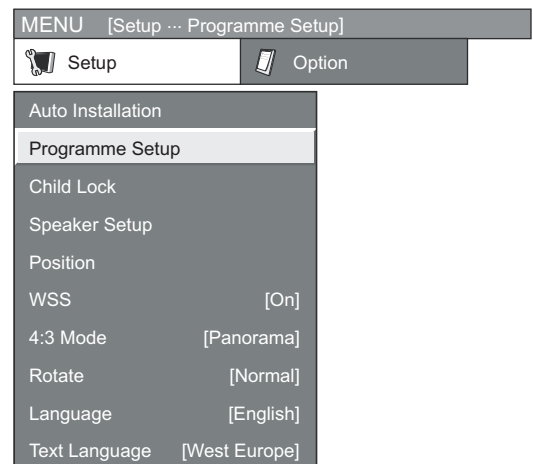 MENU [Setup ··· Programme Setup]
Setup Option
Auto Installation
Programme Setup
Child Lock
Speaker Setup
Position
WSS [On]
4:3 Mode [Panorama]
Rotate [Normal]
Language [English]
Text Language [West Europe]